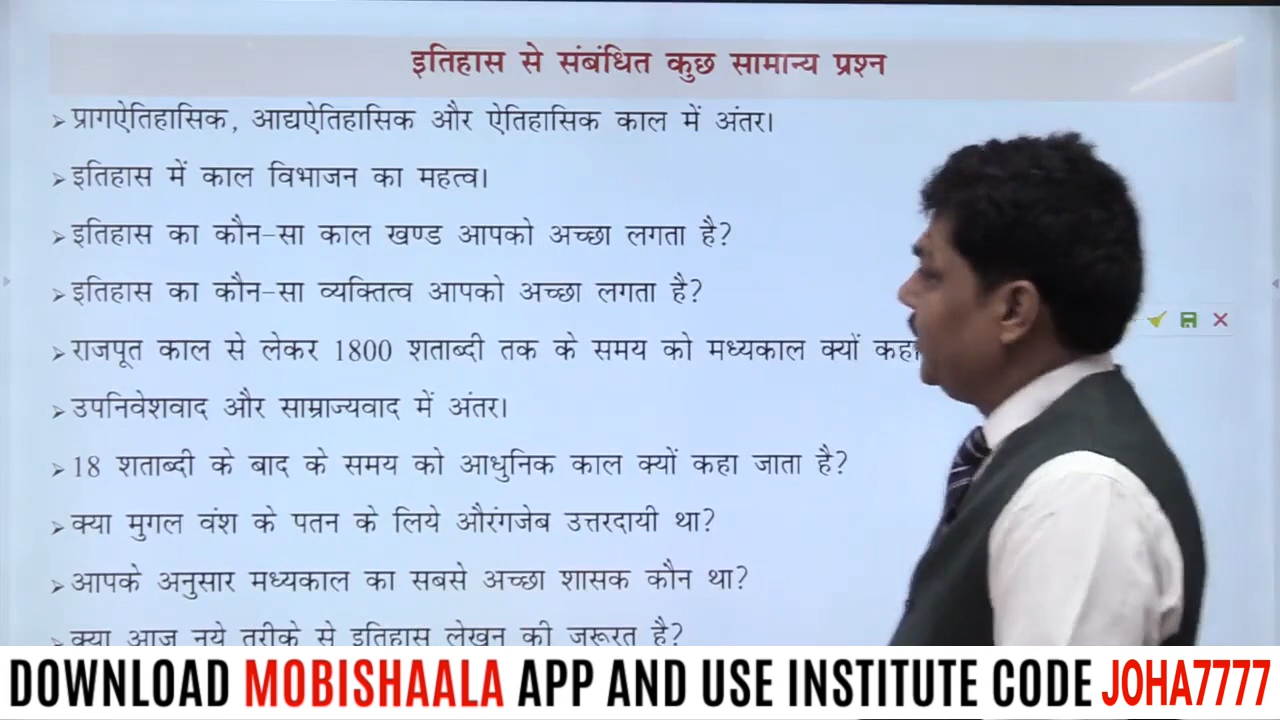 इतिहास से संबंधित कुछ सामान्य प्रश्न
➢ प्रागऐतिहासिक, आद्यऐतिहासिक और ऐतिहासिक काल में अंतर।
➢ इतिहास में काल विभाजन का महत्व।
➢ इतिहास का कौन-सा काल खण्ड आपको अच्छा लगता है?
➢ इतिहास का कौन-सा व्यक्तित्व आपको अच्छा लगता है?
➢ राजपूत काल से लेकर 1800 शताब्दी तक के समय को मध्यकाल क्यों कहा
➢ उपनिवेशवाद और साम्राज्यवाद में अंतर।
➢ 18 शताब्दी के बाद के समय को आधुनिक काल क्यों कहा जाता है?
➢ क्या मुगल वंश के पतन के लिये औरंगजेब उत्तरदायी था?
➢ आपके अनुसार मध्यकाल का सबसे अच्छा शासक कौन था?
➢ क्या आज नये तरीके से इतिहास लेखन की जरूरत है?
DOWNLOAD MOBISHAALA APP AND USE INSTITUTE CODE JOHA7777